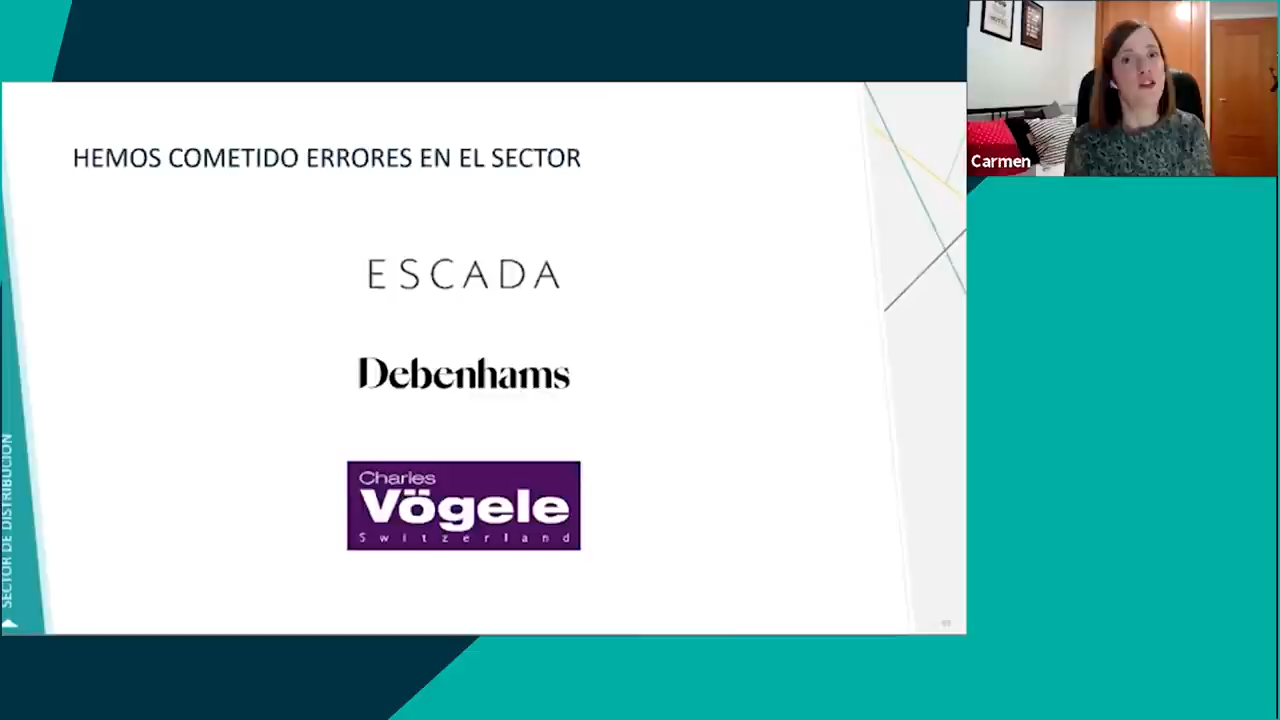 HEMOS COMETIDO ERRORES EN EL SECTOR
ESCADA
Debenhams
Charles
Vögele
Switzerland
SECTOR DE DISTRIBUCIÓN
Carmen